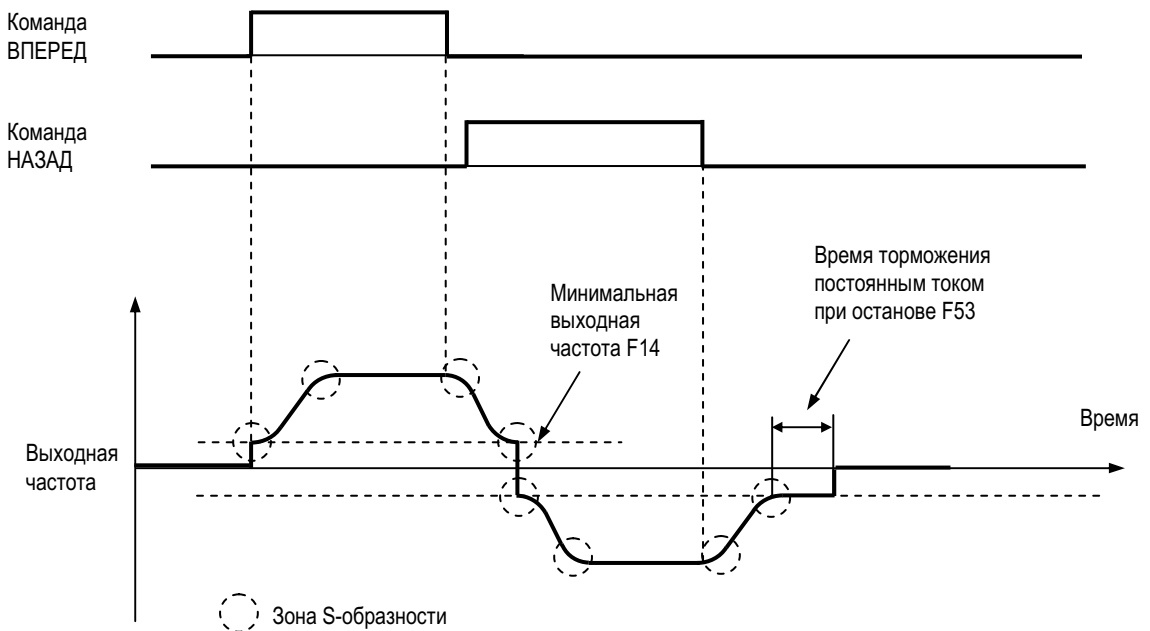 Команда
ВПЕРЕД
Команда
НАЗАД
Время торможения
постоянным током
при останове F53
Минимальная
выходная
частота F14
Время
Выходная
частота
Зона S-образности